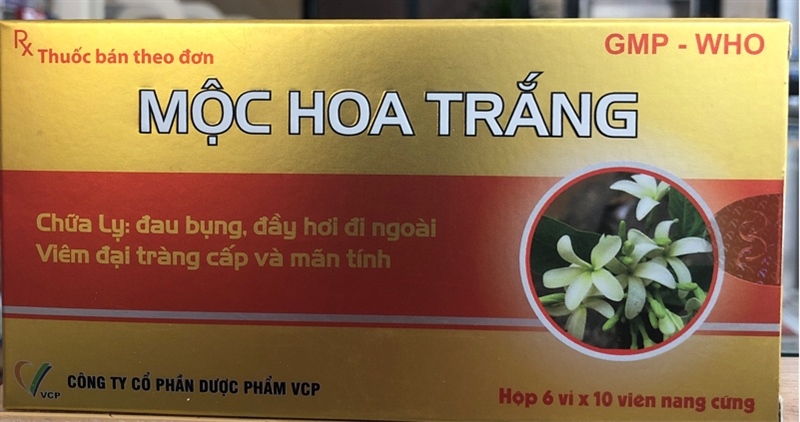 Rx Thuốc bán theo đơn
GMP - WHO
MỘC HOA TRẮNG
Chữa Lỵ: đau bụng, đầy hơi đi ngoài
Viêm đại tràng cấp và mãn tính
VCP
CÔNG TY CỔ PHẦN DƯỢC PHẨM VCP
Hộp 6 vỉ x 10 viên nang cứng